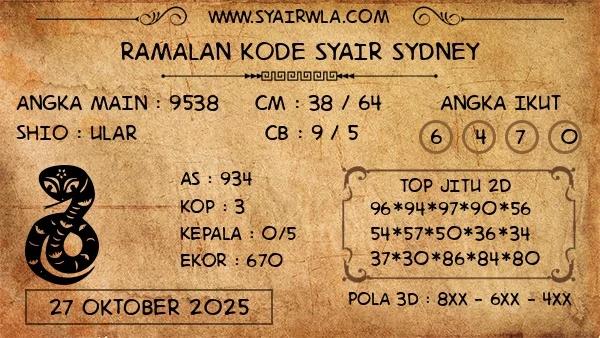 WWW.SYAIRWLA.COM
RAMALAN KODE SYAIR SYDNEY
ANGKA MAIN : 9538
CM : 38 / 64
ANGKA IKUT
SHIO : ULAR
CB : 9 / 5
6 4 7 0
AS : 934
KOP : 3
KEPALA : 0/5
EKOR : 670
TOP JITU 2D
96*94*97*90*56
54*57*50*36*34
37*30*86*84*80
27 OKTOBER 2025
POLA 3D : 8XX - 6XX - 4XX